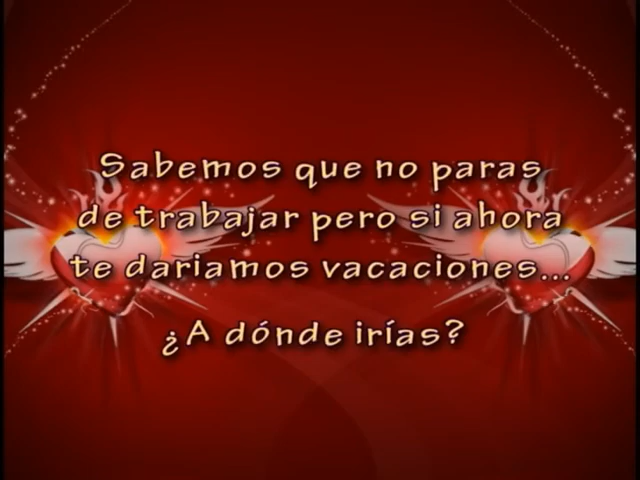 Sabemos que no paras
de trabajar pero si ahora
te dariamos vacaciones...
¿A dónde irías?